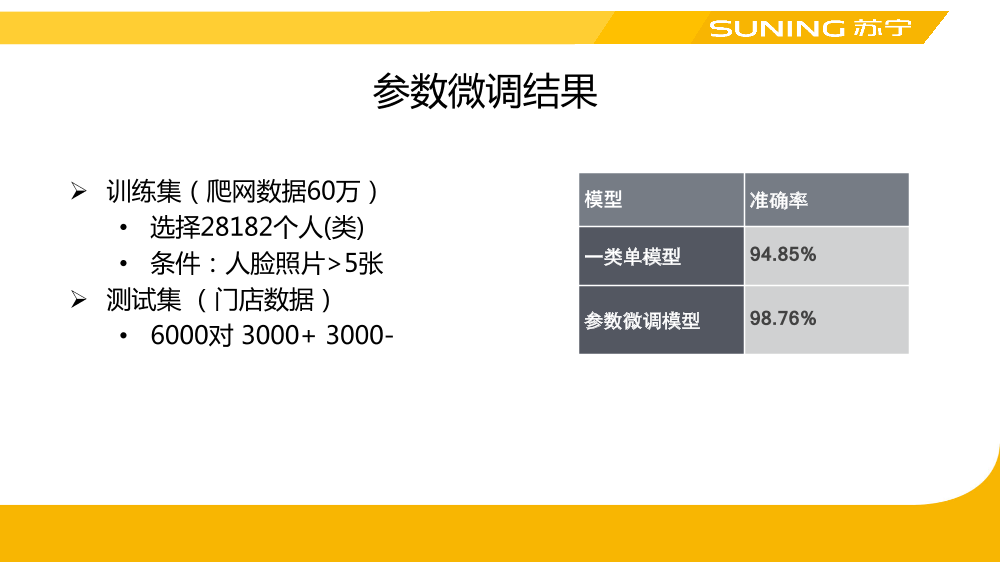 SUNING 苏宁
参数微调结果
训练集（爬网数据60万）
选择28182个人(类)
条件：人脸照片>5张
测试集（门店数据）
6000对 3000+ 3000-
模型 准确率
一类单模型 94.85%
参数微调模型 98.76%